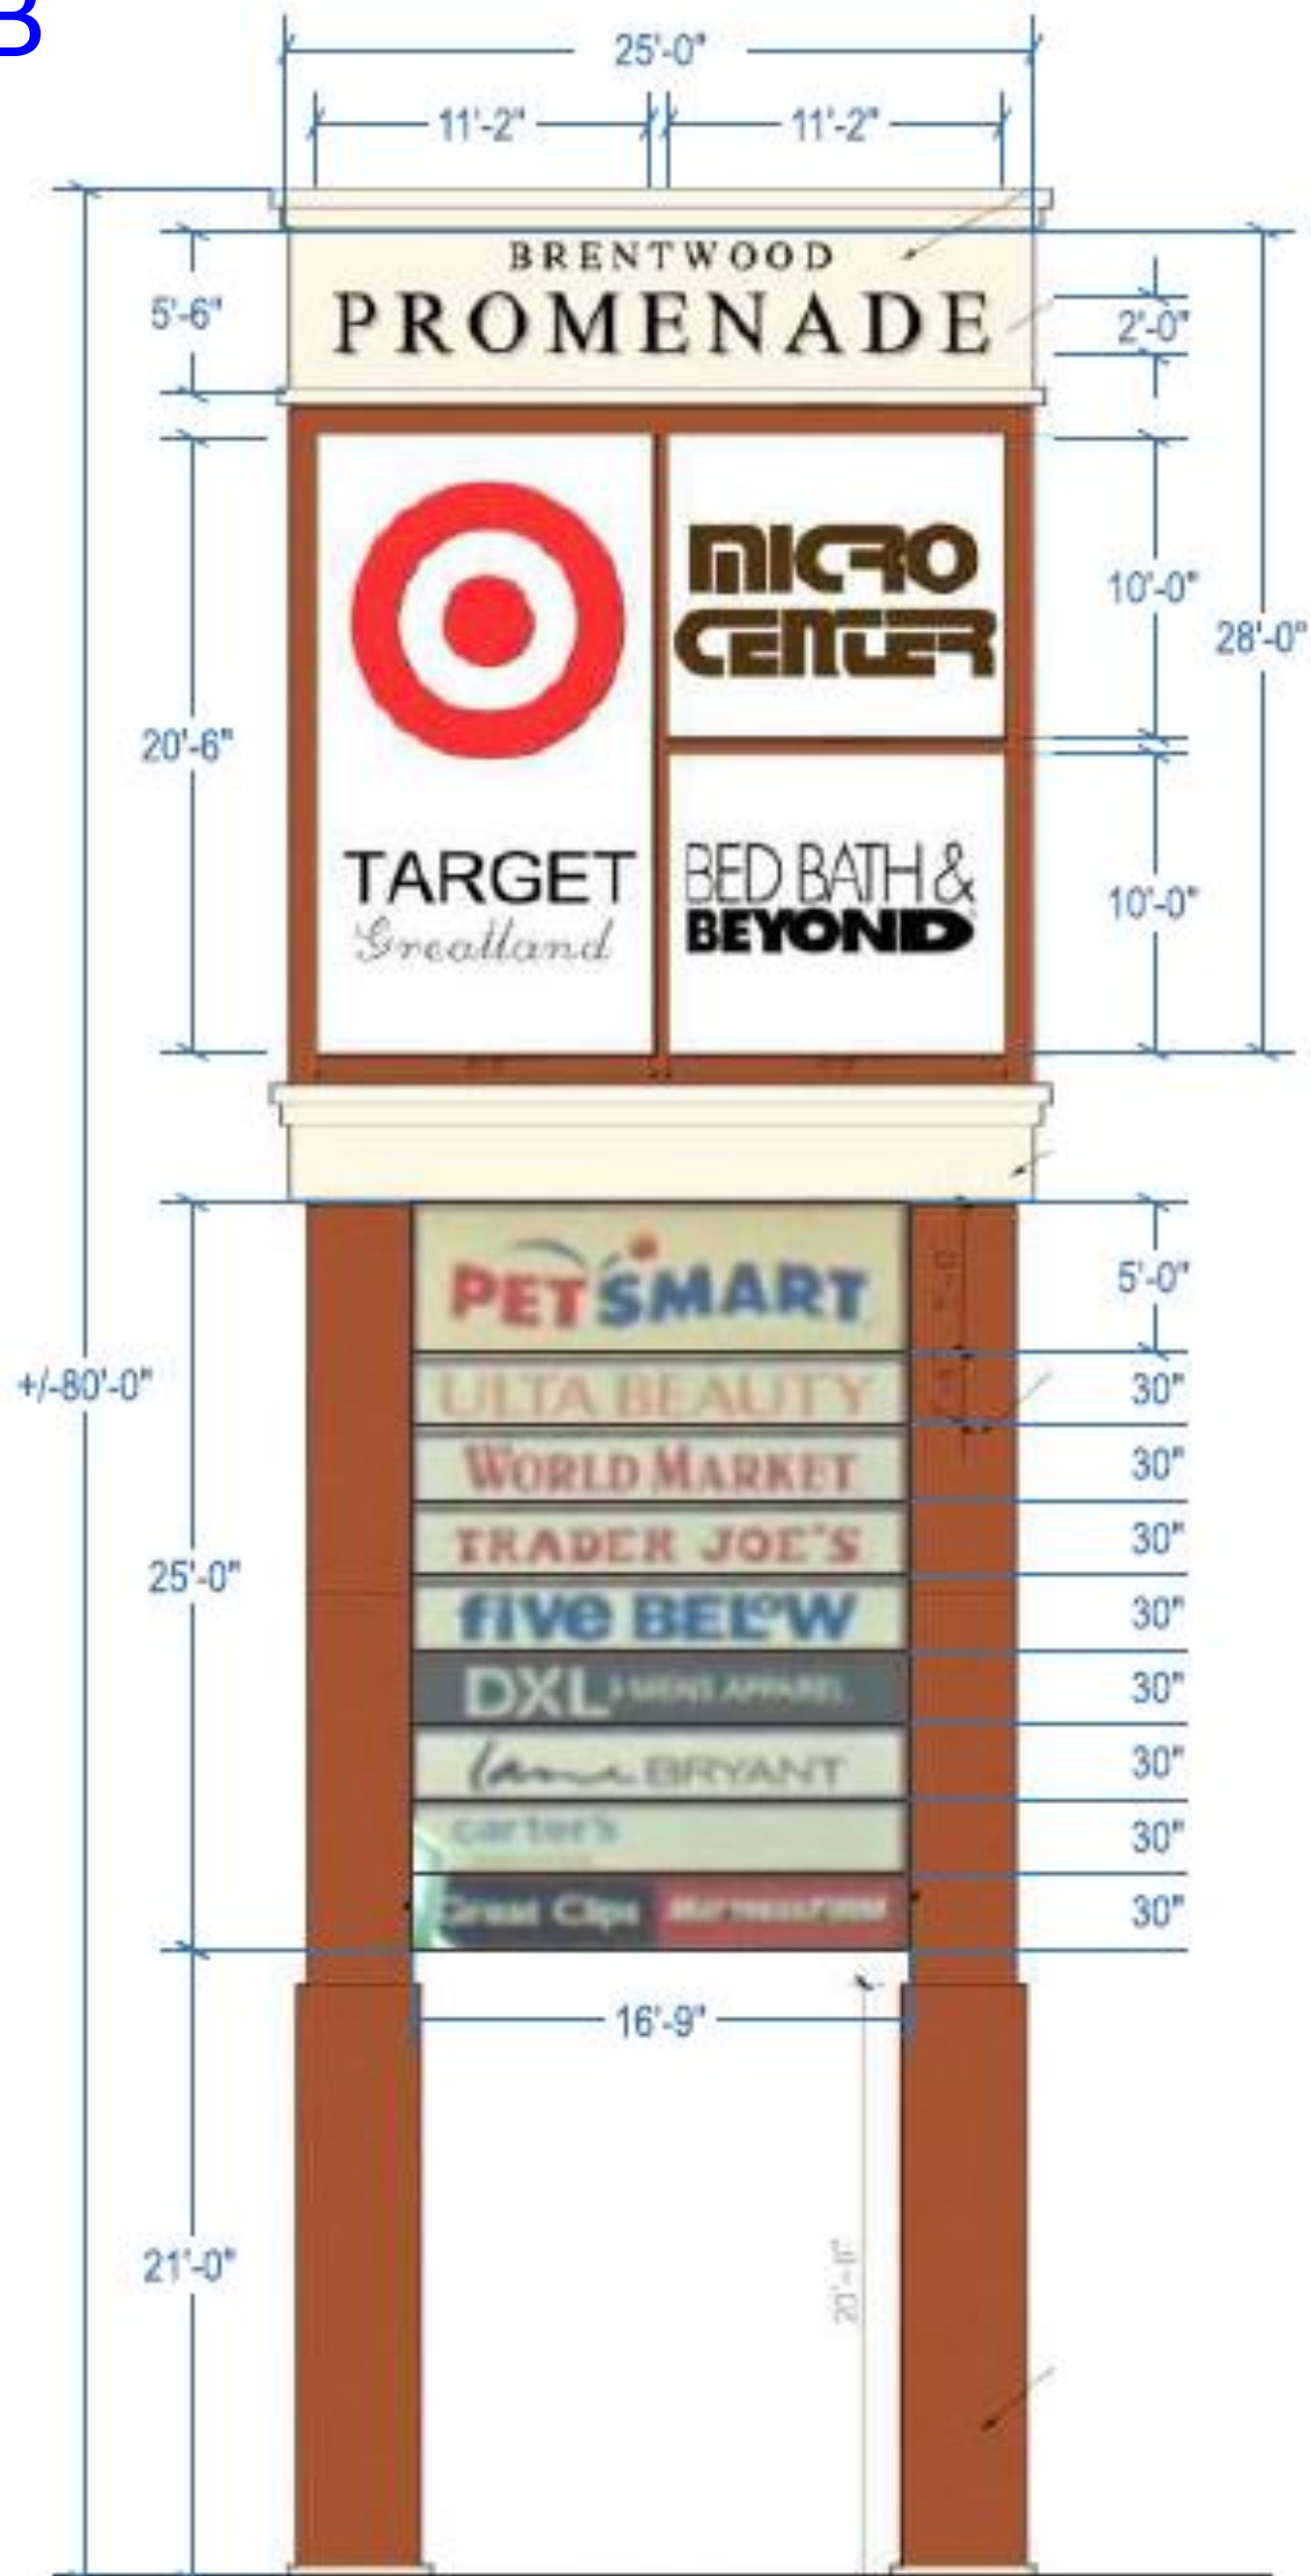 B
25'-0"
11'-2" 11'-2"
BRENTWOOD
PROMENADE
5'-6"
2'-0"
MICRO
CENTER
10'-0"
28'-0"
20'-6"
TARGET
Greatland
BED BATH &
BEYOND
10'-0"
PETSMART
5'-0"
+/-80'-0"
ULTA BEAUTY
30"
WORLD MARKET
30"
TRADER JOE'S
30"
25'-0"
five BELOW
30"
DXL MENS APPAREL
30"
Lane BRYANT
30"
carter's
30"
Great Clips
30"
16'-9"
21'-0"